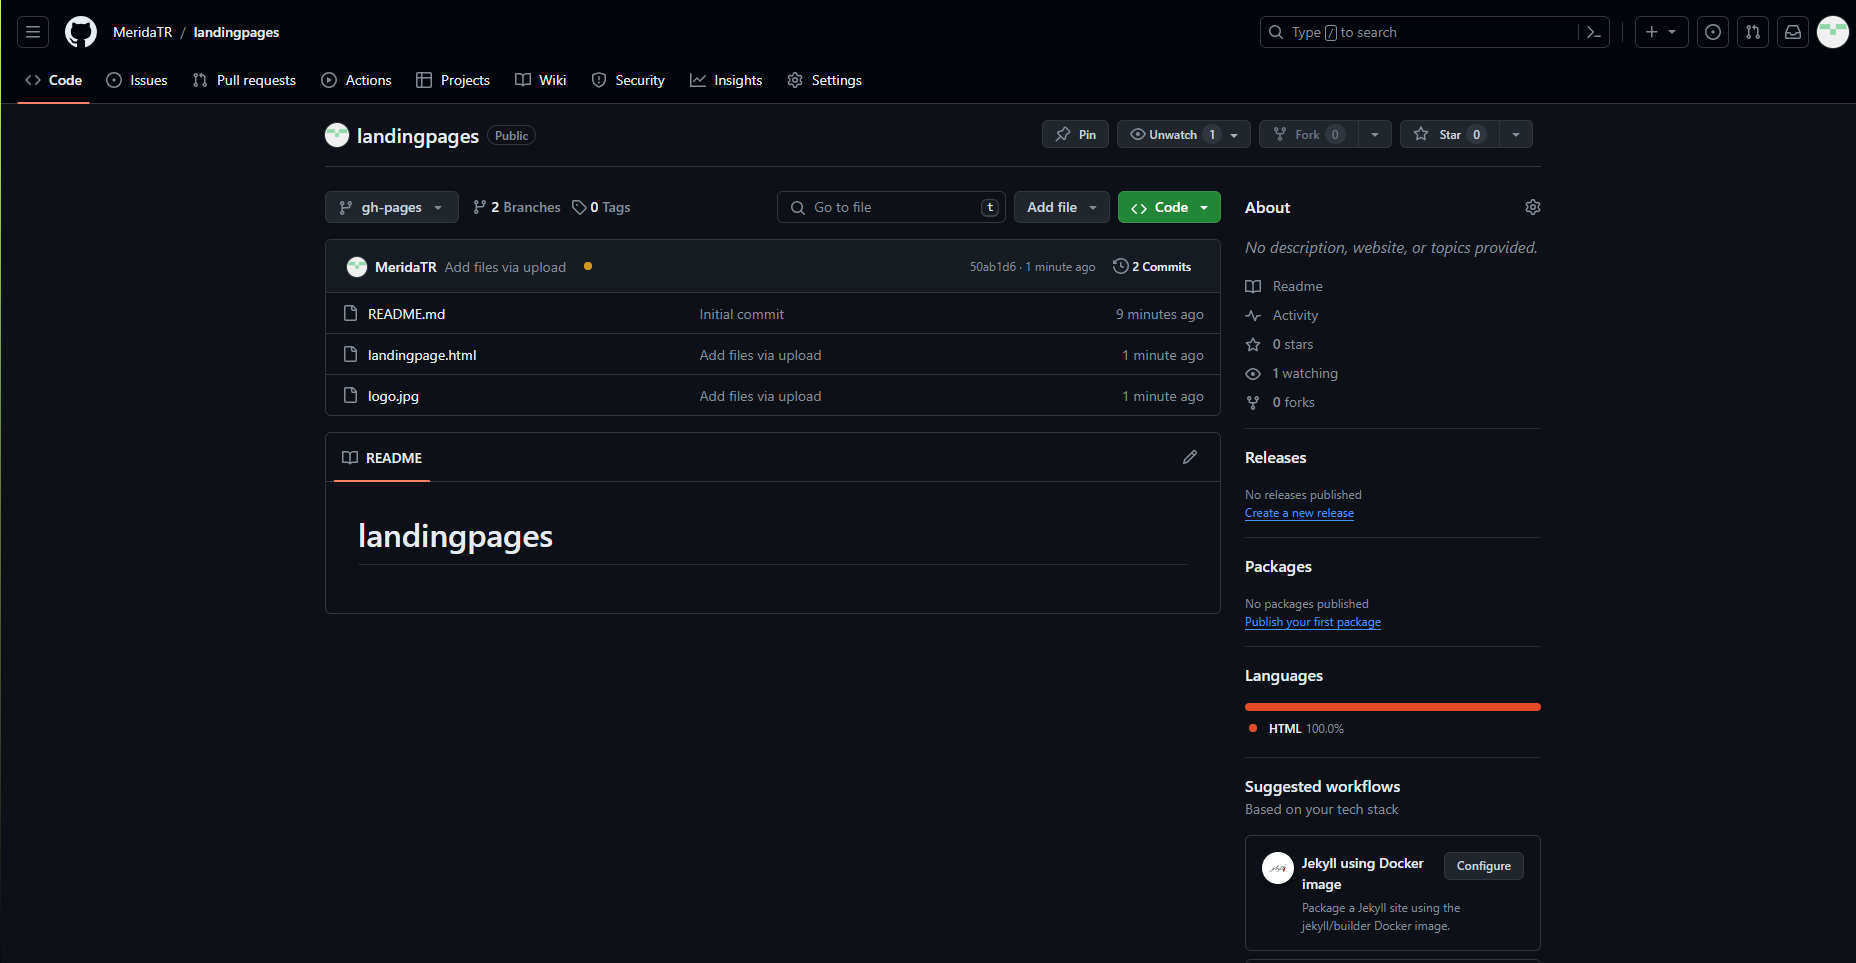 MeridaTR / landingpages
Type / to search
Code Issues Pull requests Actions Projects Wiki Security Insights Settings
landingpages Public
Pin Unwatch 1 Fork 0 Star 0
gh-pages 2 Branches 0 Tags Go to file t Add file Code
MeridaTR Add files via upload 50ab1d6 · 1 minute ago 2 Commits
README.md Initial commit 9 minutes ago
landingpage.html Add files via upload 1 minute ago
logo.jpg Add files via upload 1 minute ago
README
landingpages
About
No description, website, or topics provided.
Readme
Activity
0 stars
1 watching
0 forks
Releases
No releases published
Create a new release
Packages
No packages published
Publish your first package
Languages
HTML 100.0%
Suggested workflows
Based on your tech stack
Jekyll using Docker
image
Configure
Package a Jekyll site using the
jekyll/builder Docker image.